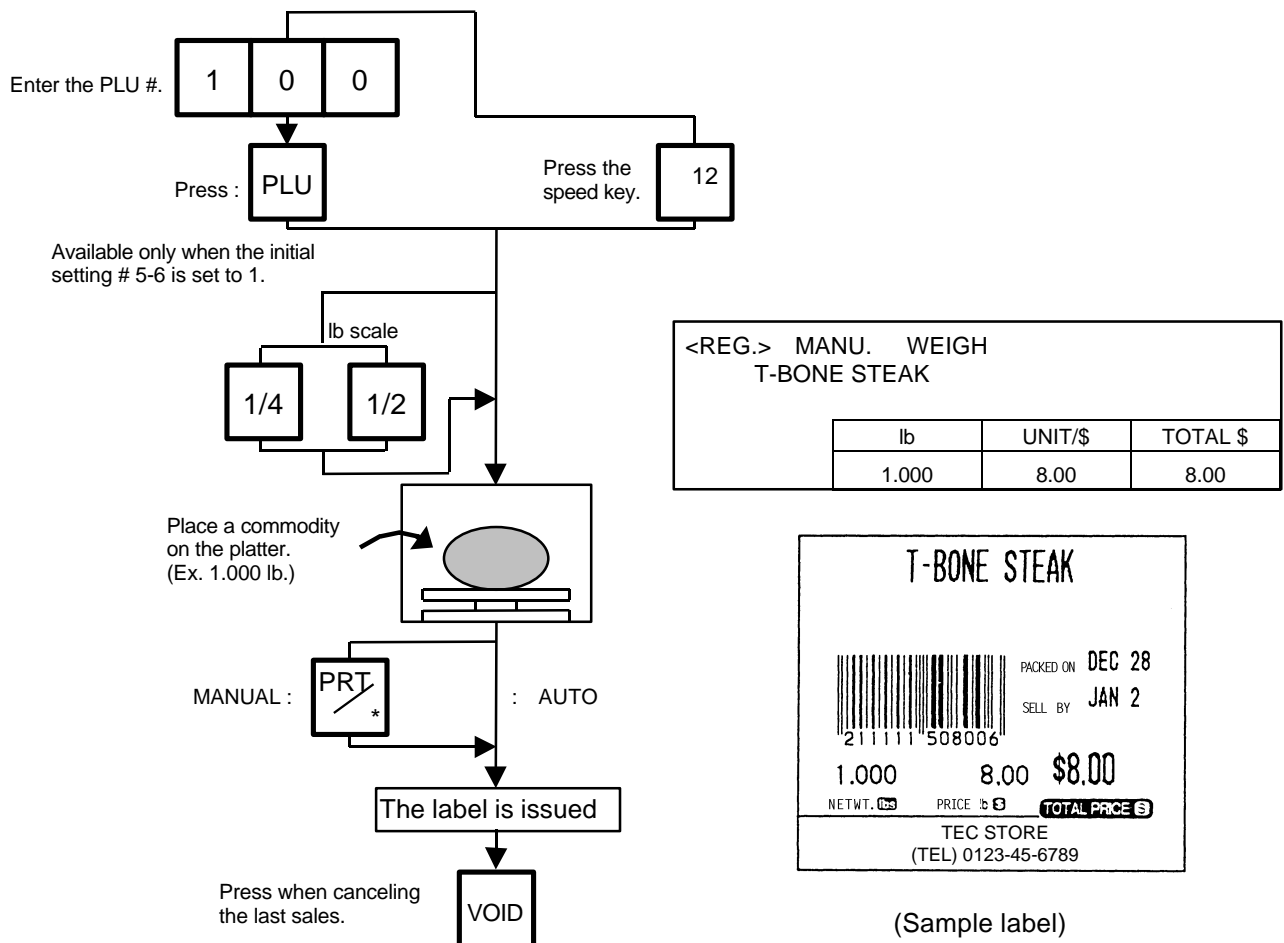 Enter the PLU #.
1 0 0
Press : PLU
Press the
speed key.
12
Available only when the initial
setting # 5-6 is set to 1.
lb scale
1/4 1/2
Place a commodity
on the platter.
(Ex. 1.000 lb.)
MANUAL : PRT/* : AUTO
The label is issued
Press when canceling
the last sales.
VOID
<REG.> MANU. WEIGH
T-BONE STEAK
lb UNIT/$ TOTAL $
1.000 8.00 8.00
T-BONE STEAK
PACKED ON DEC 28
SELL BY JAN 2
211111 508006
1.000 8.00 $8.00
NET WT. lbs PRICE lb $ TOTAL PRICE $
TEC STORE
(TEL) 0123-45-6789
(Sample label)